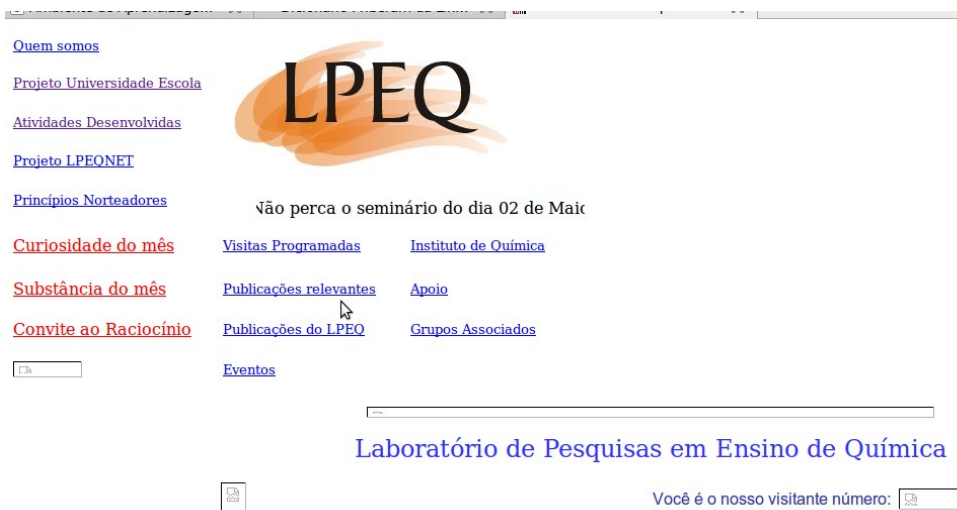 Quem somos
Projeto Universidade Escola
Atividades Desenvolvidas
Projeto LPEQNET
Princípios Norteadores
LPEQ
Não perca o seminário do dia 02 de Maio
Curiosidade do mês
Visitas Programadas
Instituto de Química
Substância do mês
Publicações relevantes
Apoio
Convite ao Raciocínio
Publicações do LPEQ
Grupos Associados
Eventos
Laboratório de Pesquisas em Ensino de Química
Você é o nosso visitante número: